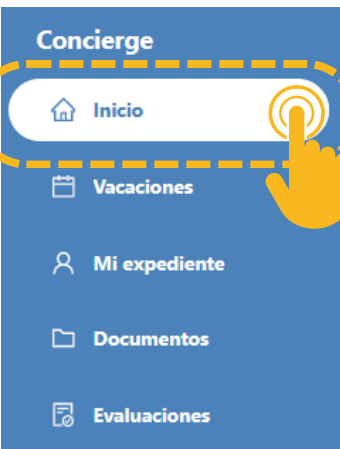 Concierge
Inicio
Vacaciones
Mi expediente
Documentos
Evaluaciones